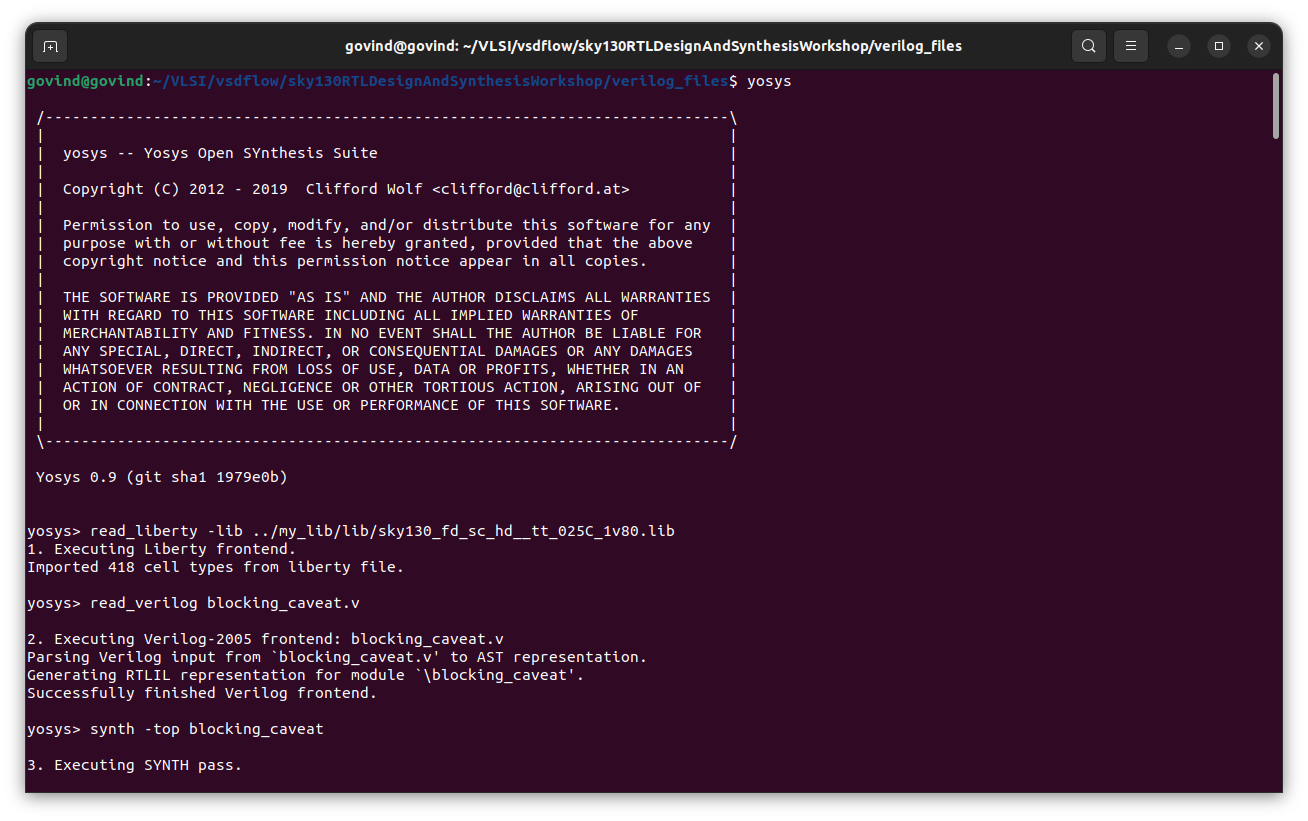 govind@govind: ~/VLSI/vsdflow/sky130RTLDesignAndSynthesisWorkshop/verilog_files
govind@govind:~/VLSI/vsdflow/sky130RTLDesignAndSynthesisWorkshop/verilog_files$ yosys
/----------------------------------------------------------------------------\
|                                                                            |
|  yosys -- Yosys Open SYnthesis Suite                                       |
|                                                                            |
|  Copyright (C) 2012 - 2019  Clifford Wolf <clifford@clifford.at>           |
|                                                                            |
|  Permission to use, copy, modify, and/or distribute this software for any  |
|  purpose with or without fee is hereby granted, provided that the above    |
|  copyright notice and this permission notice appear in all copies.         |
|                                                                            |
|  THE SOFTWARE IS PROVIDED "AS IS" AND THE AUTHOR DISCLAIMS ALL WARRANTIES  |
|  WITH REGARD TO THIS SOFTWARE INCLUDING ALL IMPLIED WARRANTIES OF          |
|  MERCHANTABILITY AND FITNESS. IN NO EVENT SHALL THE AUTHOR BE LIABLE FOR   |
|  ANY SPECIAL, DIRECT, INDIRECT, OR CONSEQUENTIAL DAMAGES OR ANY DAMAGES    |
|  WHATSOEVER RESULTING FROM LOSS OF USE, DATA OR PROFITS, WHETHER IN AN     |
|  ACTION OF CONTRACT, NEGLIGENCE OR OTHER TORTIOUS ACTION, ARISING OUT OF   |
|  OR IN CONNECTION WITH THE USE OR PERFORMANCE OF THIS SOFTWARE.            |
|                                                                            |
\----------------------------------------------------------------------------/
Yosys 0.9 (git sha1 1979e0b)
yosys> read_liberty -lib ../my_lib/lib/sky130_fd_sc_hd__tt_025C_1v80.lib
1. Executing Liberty frontend.
Imported 418 cell types from liberty file.
yosys> read_verilog blocking_caveat.v
2. Executing Verilog-2005 frontend: blocking_caveat.v
Parsing Verilog input from `blocking_caveat.v' to AST representation.
Generating RTLIL representation for module `\blocking_caveat'.
Successfully finished Verilog frontend.
yosys> synth -top blocking_caveat
3. Executing SYNTH pass.